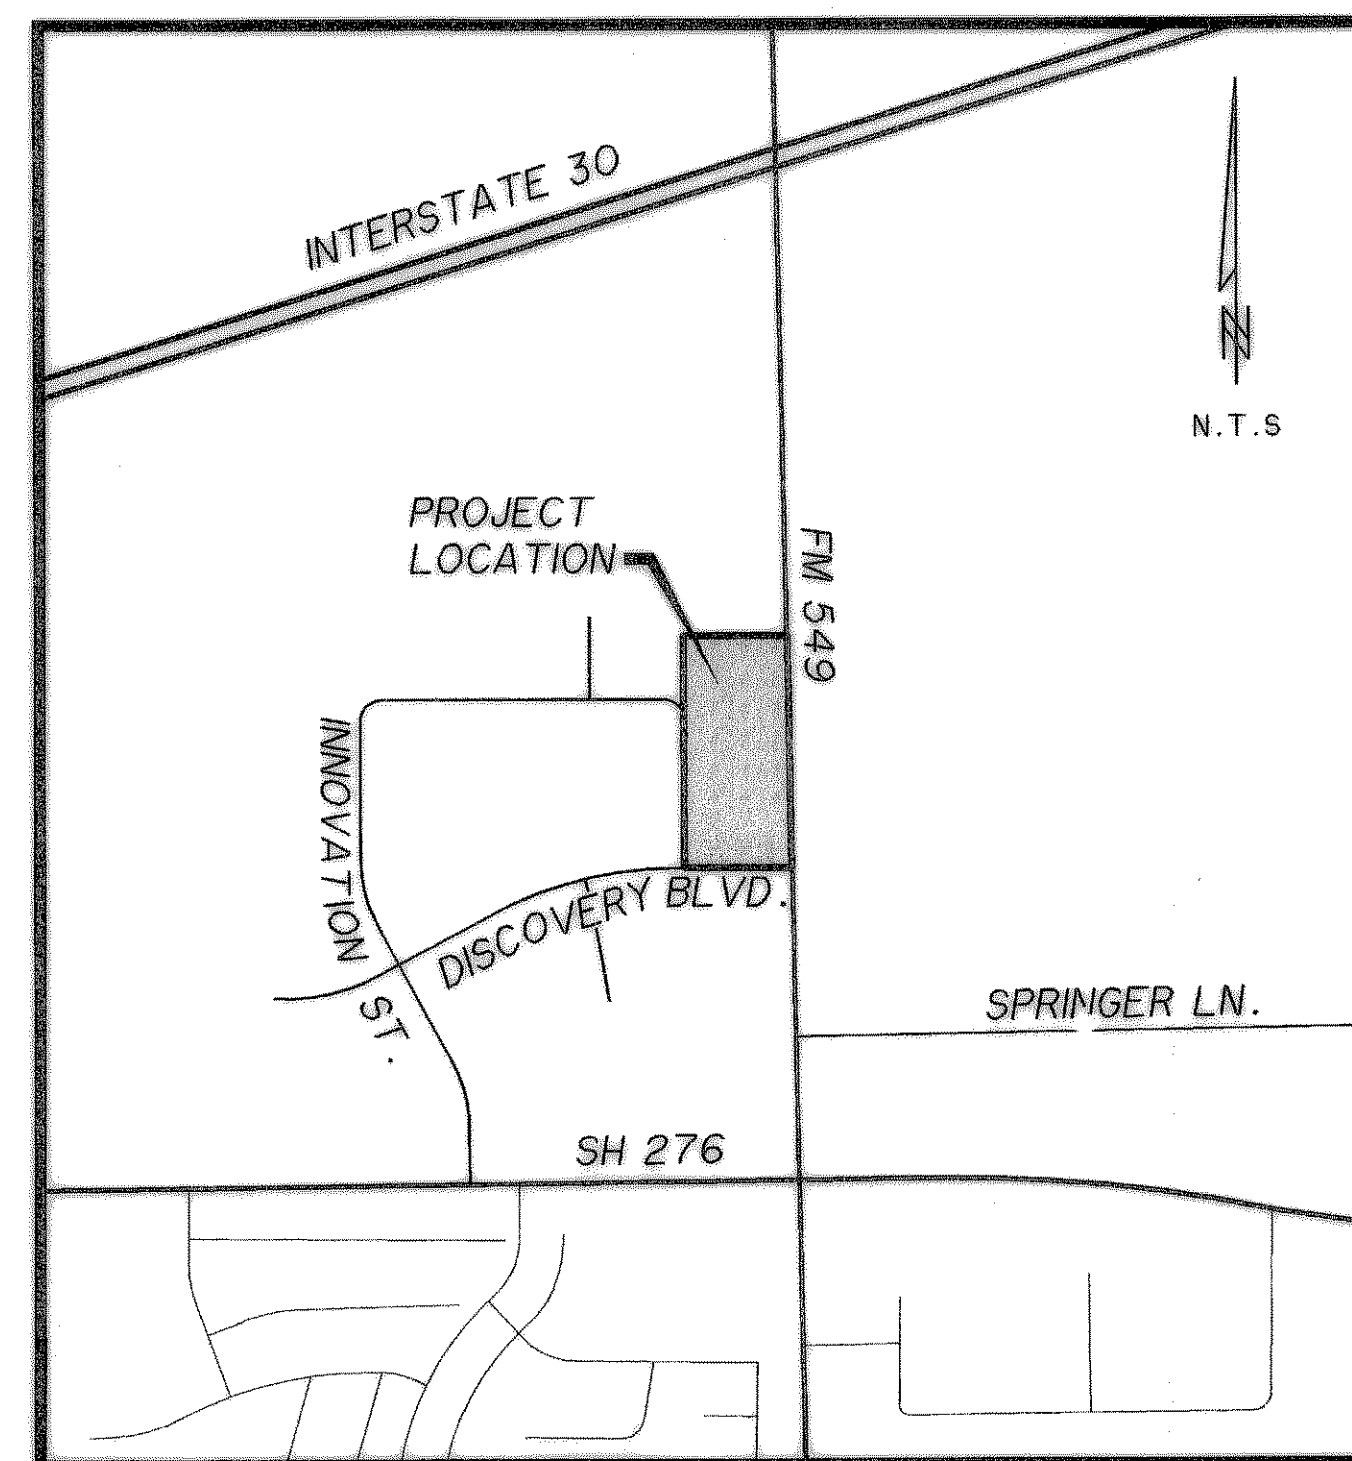 INTERSTATE 30
N
N.T.S
PROJECT
LOCATION
FM 549
INNOVATION ST.
DISCOVERY BLVD.
SPRINGER LN.
SH 276